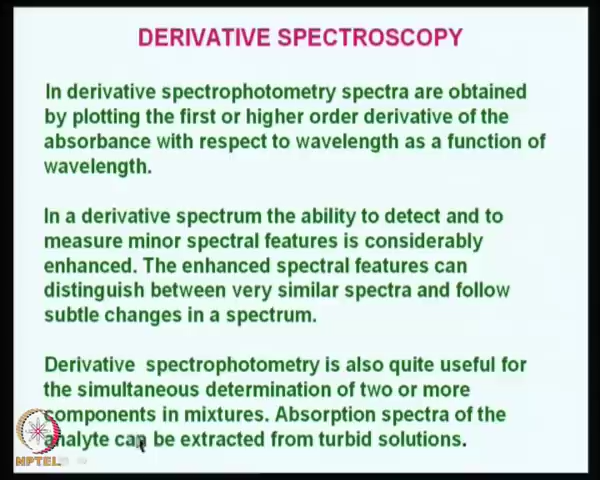 DERIVATIVE SPECTROSCOPY
In derivative spectrophotometry spectra are obtained
by plotting the first or higher order derivative of the
absorbance with respect to wavelength as a function of
wavelength.
In a derivative spectrum the ability to detect and to
measure minor spectral features is considerably
enhanced. The enhanced spectral features can
distinguish between very similar spectra and follow
subtle changes in a spectrum.
Derivative spectrophotometry is also quite useful for
the simultaneous determination of two or more
components in mixtures. Absorption spectra of the
analyte can be extracted from turbid solutions.
NPTEL